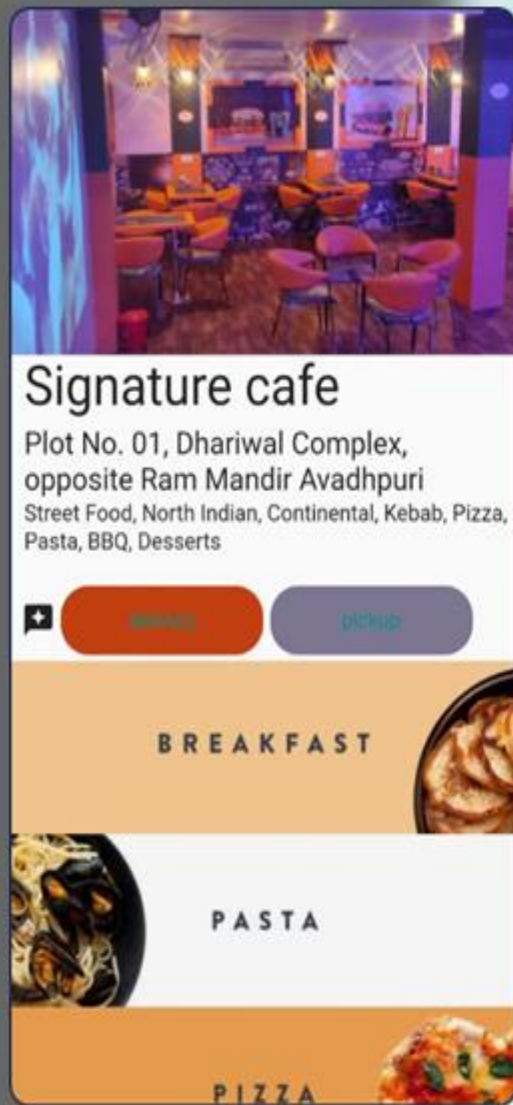 Signature cafe
Plot No. 01, Dhariwal Complex,
opposite Ram Mandir Avadhpuri
Street Food, North Indian, Continental, Kebab, Pizza,
Pasta, BBQ, Desserts
delivery pickup
BREAKFAST
PASTA
PIZZA